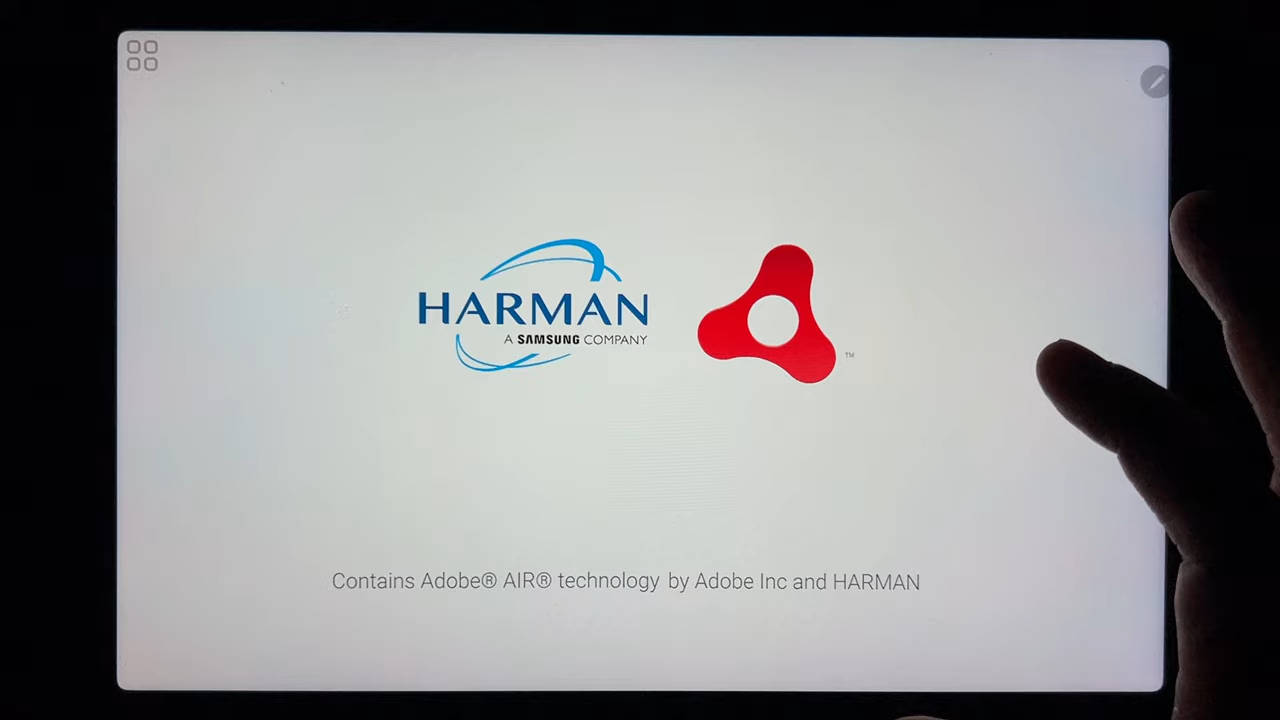 HARMAN
A SAMSUNG COMPANY
TM
Contains Adobe® AIR® technology by Adobe Inc and HARMAN